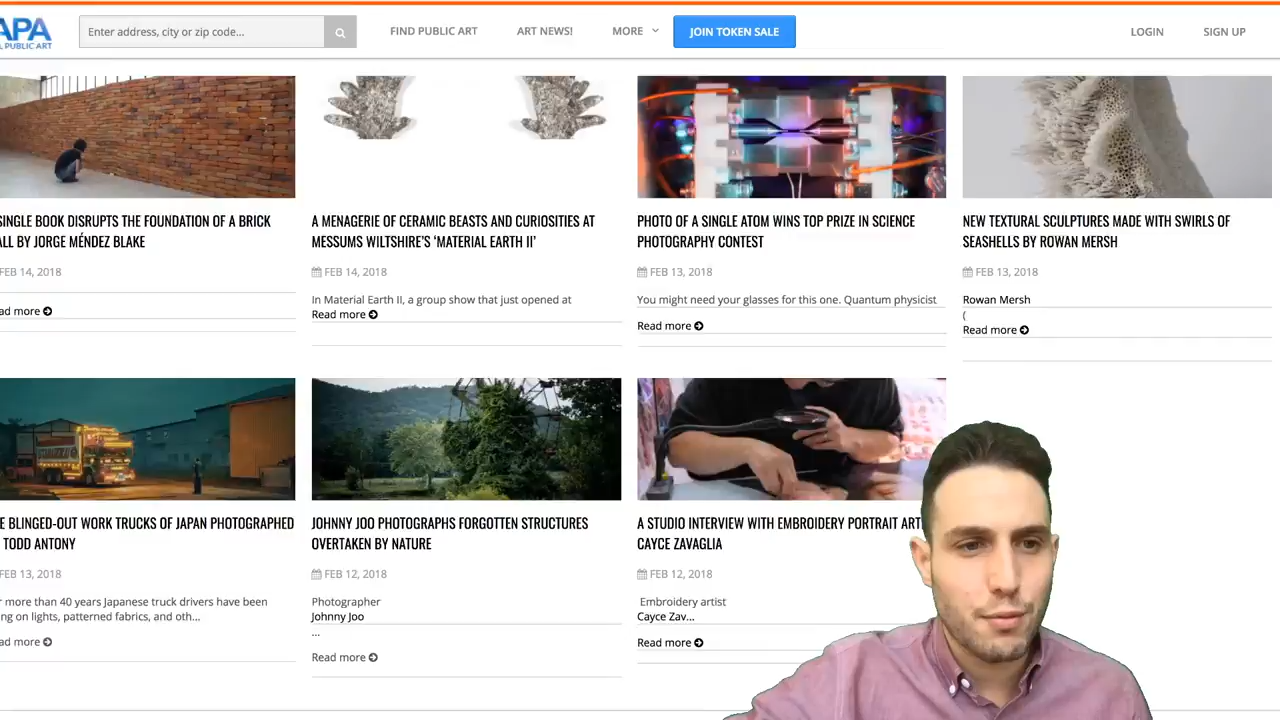 APA
L PUBLIC ART
Enter address, city or zip code...
FIND PUBLIC ART
ART NEWS!
MORE
JOIN TOKEN SALE
LOGIN
SIGN UP
SINGLE BOOK DISRUPTS THE FOUNDATION OF A BRICK
ALL BY JORGE MÉNDEZ BLAKE
FEB 14, 2018
ad more
A MENAGERIE OF CERAMIC BEASTS AND CURIOSITIES AT
MESSUMS WILTSHIRE'S ‘MATERIAL EARTH II’
FEB 14, 2018
In Material Earth II, a group show that just opened at
Read more
PHOTO OF A SINGLE ATOM WINS TOP PRIZE IN SCIENCE
PHOTOGRAPHY CONTEST
FEB 13, 2018
You might need your glasses for this one. Quantum physicist
Read more
NEW TEXTURAL SCULPTURES MADE WITH SWIRLS OF
SEASHELLS BY ROWAN MERSH
FEB 13, 2018
Rowan Mersh
(
Read more
E BLINGED-OUT WORK TRUCKS OF JAPAN PHOTOGRAPHED
TODD ANTONY
FEB 13, 2018
r more than 40 years Japanese truck drivers have been
ng on lights, patterned fabrics, and oth...
ad more
JOHNNY JOO PHOTOGRAPHS FORGOTTEN STRUCTURES
OVERTAKEN BY NATURE
FEB 12, 2018
Photographer
Johnny Joo
...
Read more
A STUDIO INTERVIEW WITH EMBROIDERY PORTRAIT ART
CAYCE ZAVAGLIA
FEB 12, 2018
Embroidery artist
Cayce Zav...
Read more